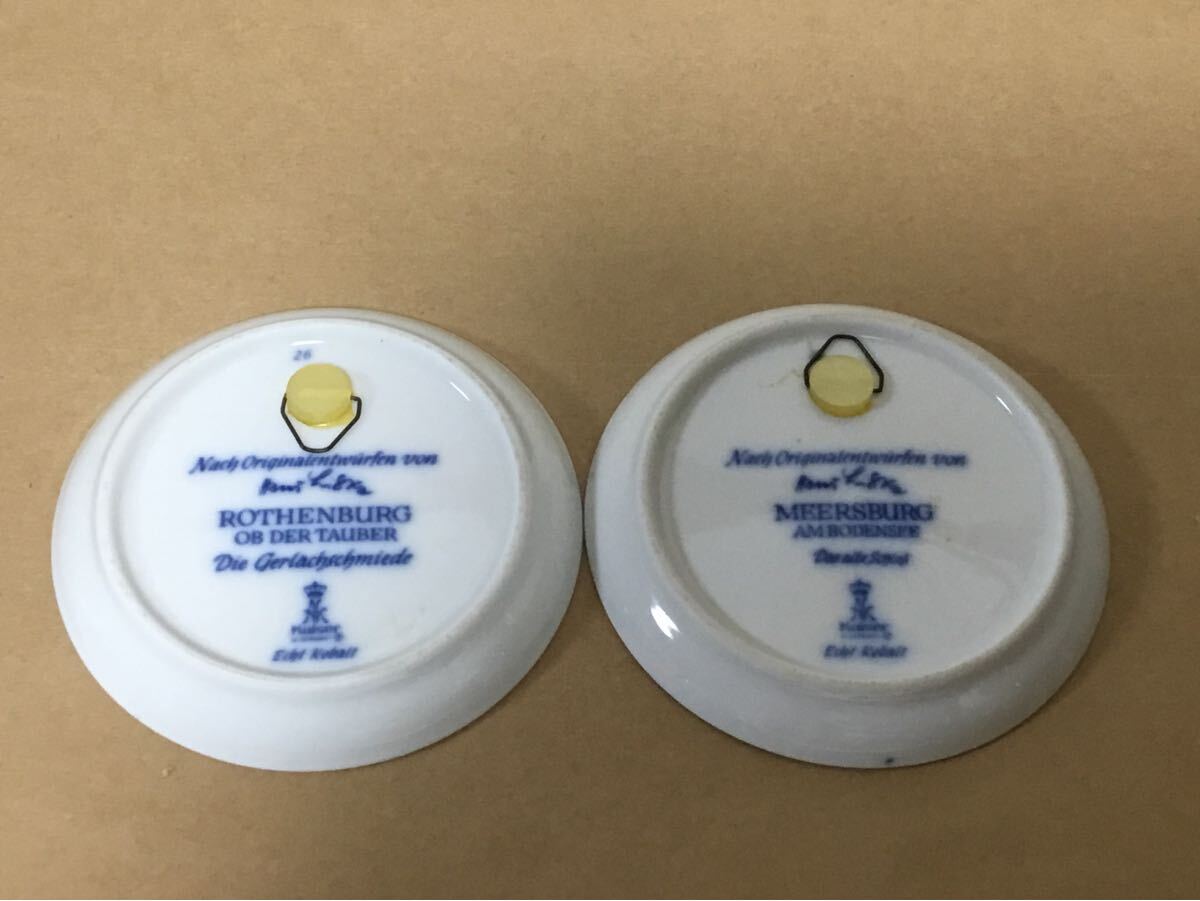 26
Nach Originalentwürfen von
ROTHENBURG
OB DER TAUBER
Die Gerlachschmiede
Echt Kobalt
Nach Originalentwürfen von
MEERSBURG
AM BODENSEE
Echt Kobalt